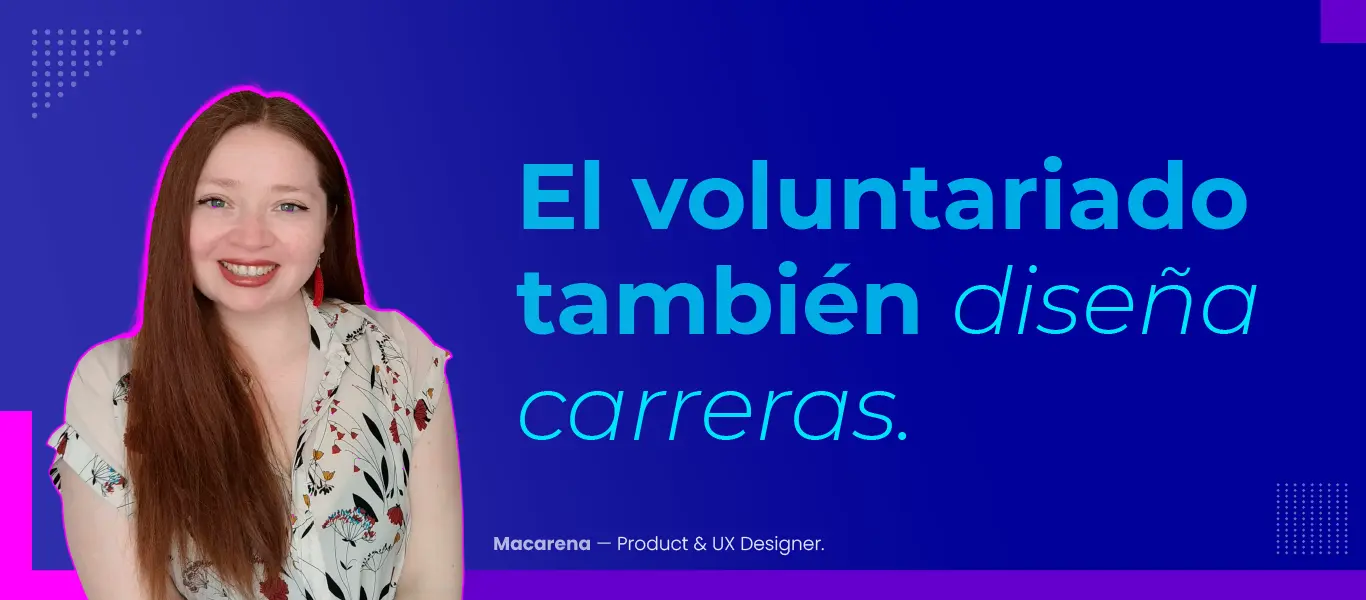 El voluntariado
también diseña
carreras.
Macarena — Product & UX Designer.